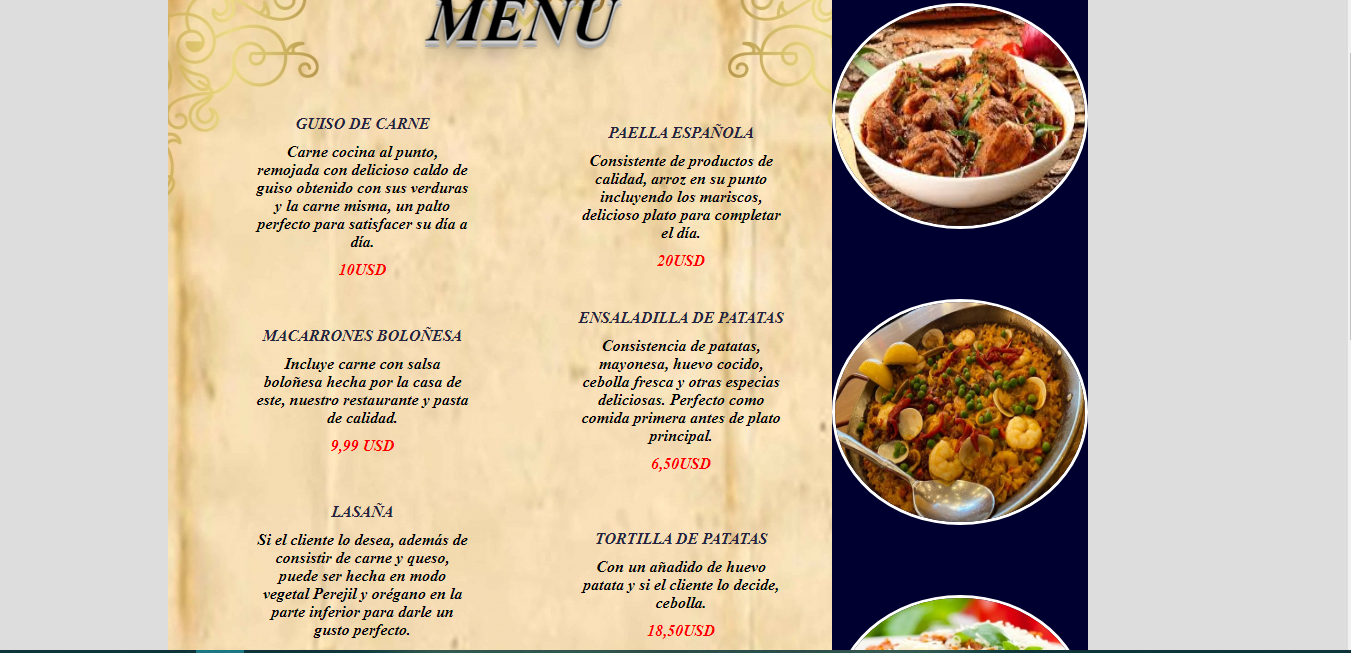 MENÚ
GUISO DE CARNE
Carne cocina al punto,
remojada con delicioso caldo de
guiso obtenido con sus verduras
y la carne misma, un palto
perfecto para satisfacer su día a
día.
10USD
MACARRONES BOLOÑESA
Incluye carne con salsa
boloñesa hecha por la casa de
este, nuestro restaurante y pasta
de calidad.
9,99 USD
LASAÑA
Si el cliente lo desea, además de
consistir de carne y queso,
puede ser hecha en modo
vegetal Perejil y orégano en la
parte inferior para darle un
gusto perfecto.
PAELLA ESPAÑOLA
Consistente de productos de
calidad, arroz en su punto
incluyendo los mariscos,
delicioso plato para completar
el día.
20USD
ENSALADILLA DE PATATAS
Consistencia de patatas,
mayonesa, huevo cocido,
cebolla fresca y otras especias
deliciosas. Perfecto como
comida primera antes de plato
principal.
6,50USD
TORTILLA DE PATATAS
Con un añadido de huevo
patata y si el cliente lo decide,
cebolla.
18,50USD